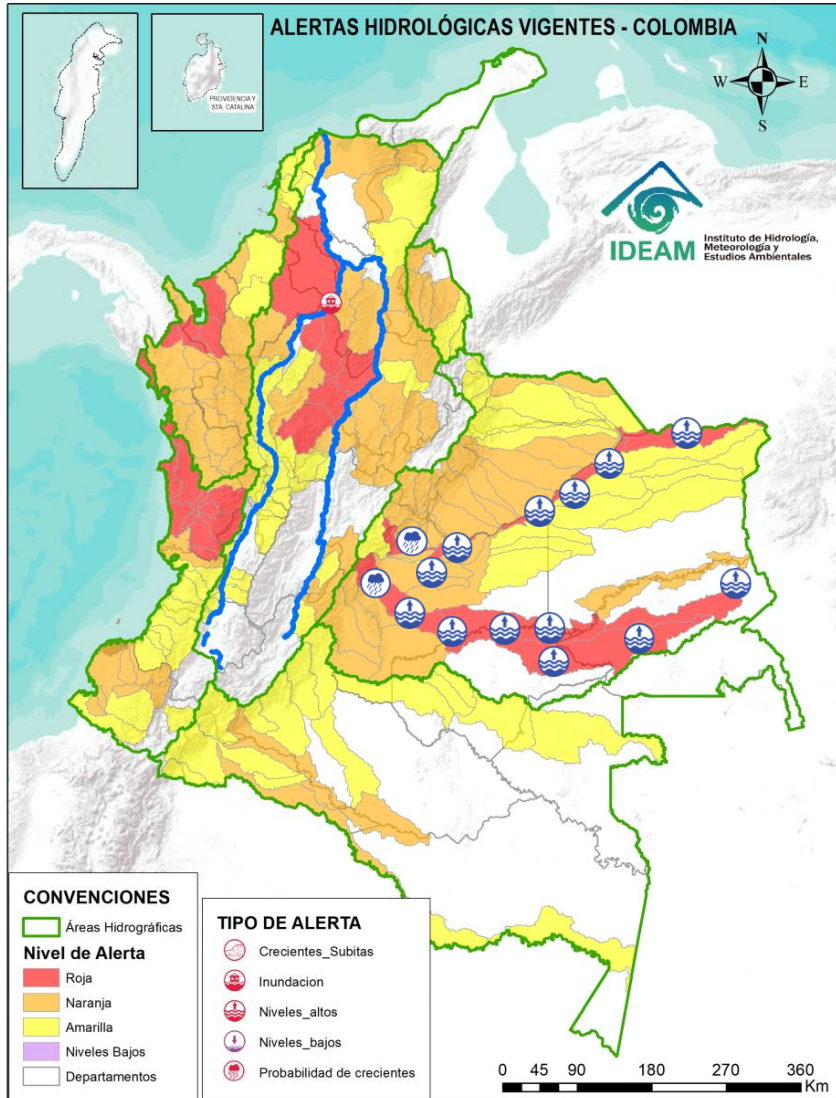 ALERTAS HIDROLÓGICAS VIGENTES - COLOMBIA
PROVIDENCIA Y
STA. CATALINA
N
W
E
S
IDEAM
Instituto de Hidrología,
Meteorología y
Estudios Ambientales
CONVENCIONES
Áreas Hidrográficas
Nivel de Alerta
Roja
Naranja
Amarilla
Niveles Bajos
Departamentos
TIPO DE ALERTA
Crecientes_Subitas
Inundacion
Niveles_altos
Niveles_bajos
Probabilidad de crecientes
0 45 90 180 270 360
Km